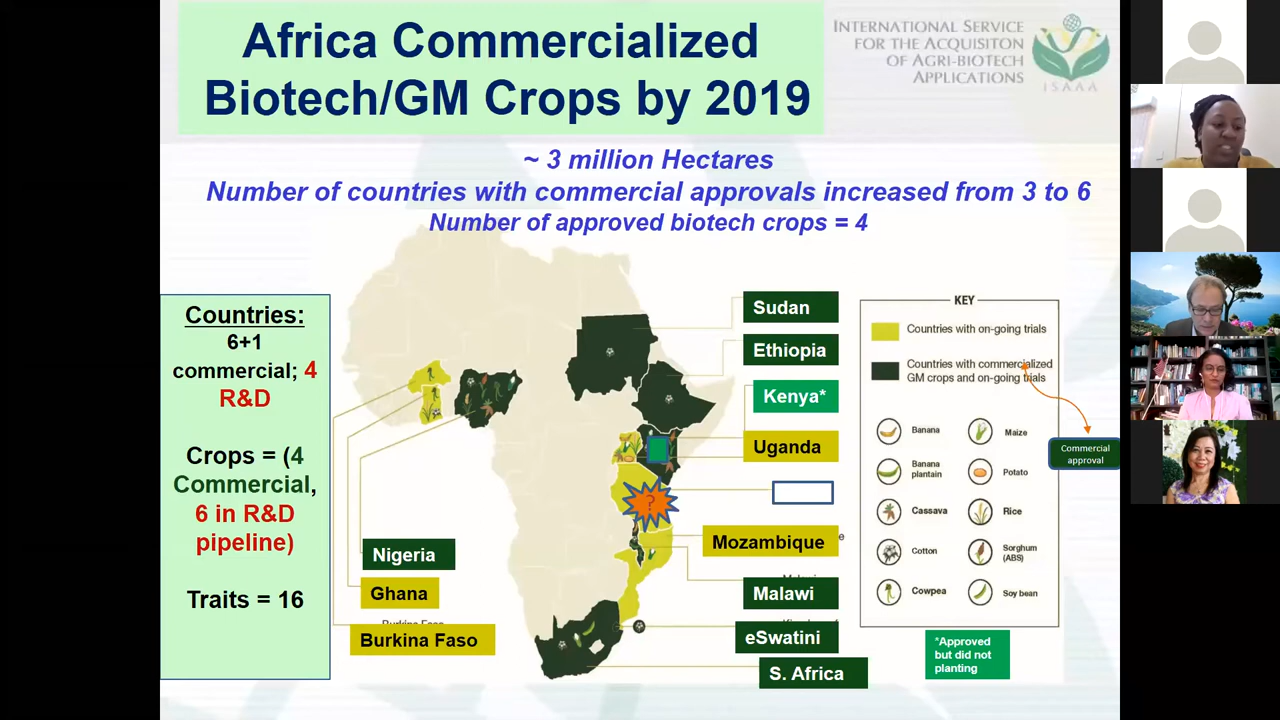 Africa Commercialized
Biotech/GM Crops by 2019
INTERNATIONAL SERVICE
FOR THE ACQUISITON
OF AGRI-BIOTECH
APPLICATIONS
ISAAA
~ 3 million Hectares
Number of countries with commercial approvals increased from 3 to 6
Number of approved biotech crops = 4
Countries:
6+1
commercial; 4
R&D
Crops = (4
Commercial,
6 in R&D
pipeline)
Traits = 16
Sudan
Ethiopia
Kenya*
Uganda
?
Mozambique
Malawi
eSwatini
S. Africa
Nigeria
Ghana
Burkina Faso
KEY
Countries with on-going trials
Countries with commercialized
GM crops and on-going trials
Banana
Maize
Banana
plantain
Potato
Cassava
Rice
Cotton
Sorghum
(ABS)
Cowpea
Soy bean
Commercial
approval
*Approved
but did not
planting